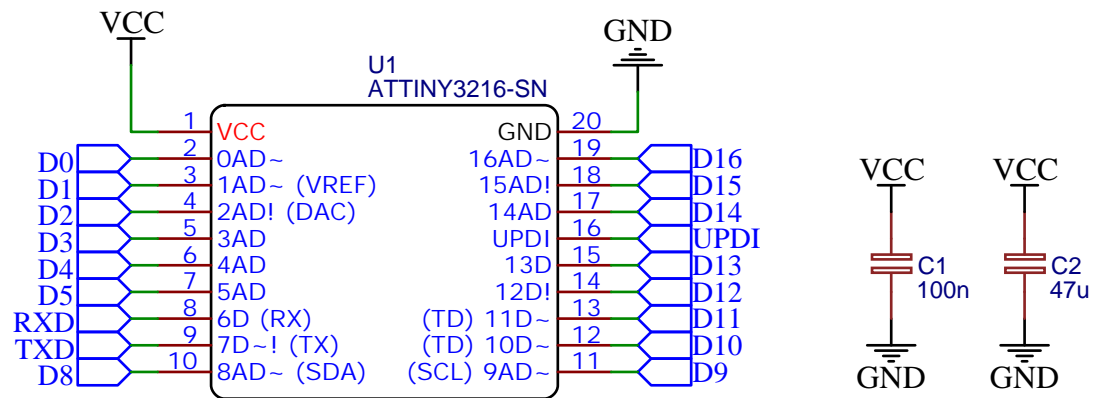 VCC
GND
U1
ATTINY3216-SN
1 VCC GND 20
D0 2 0AD~ 16AD~ 19 D16
D1 3 1AD~ (VREF) 15AD! 18 D15
D2 4 2AD! (DAC) 14AD 17 D14
D3 5 3AD UPDI 16 UPDI
D4 6 4AD 13D 15 D13
D5 7 5AD 12D! 14 D12
RXD 8 6D (RX) (TD) 11D~ 13 D11
TXD 9 7D~! (TX) (TD) 10D~ 12 D10
D8 10 8AD~ (SDA) (SCL) 9AD~ 11 D9
VCC VCC
C1 C2
100n 47u
GND GND